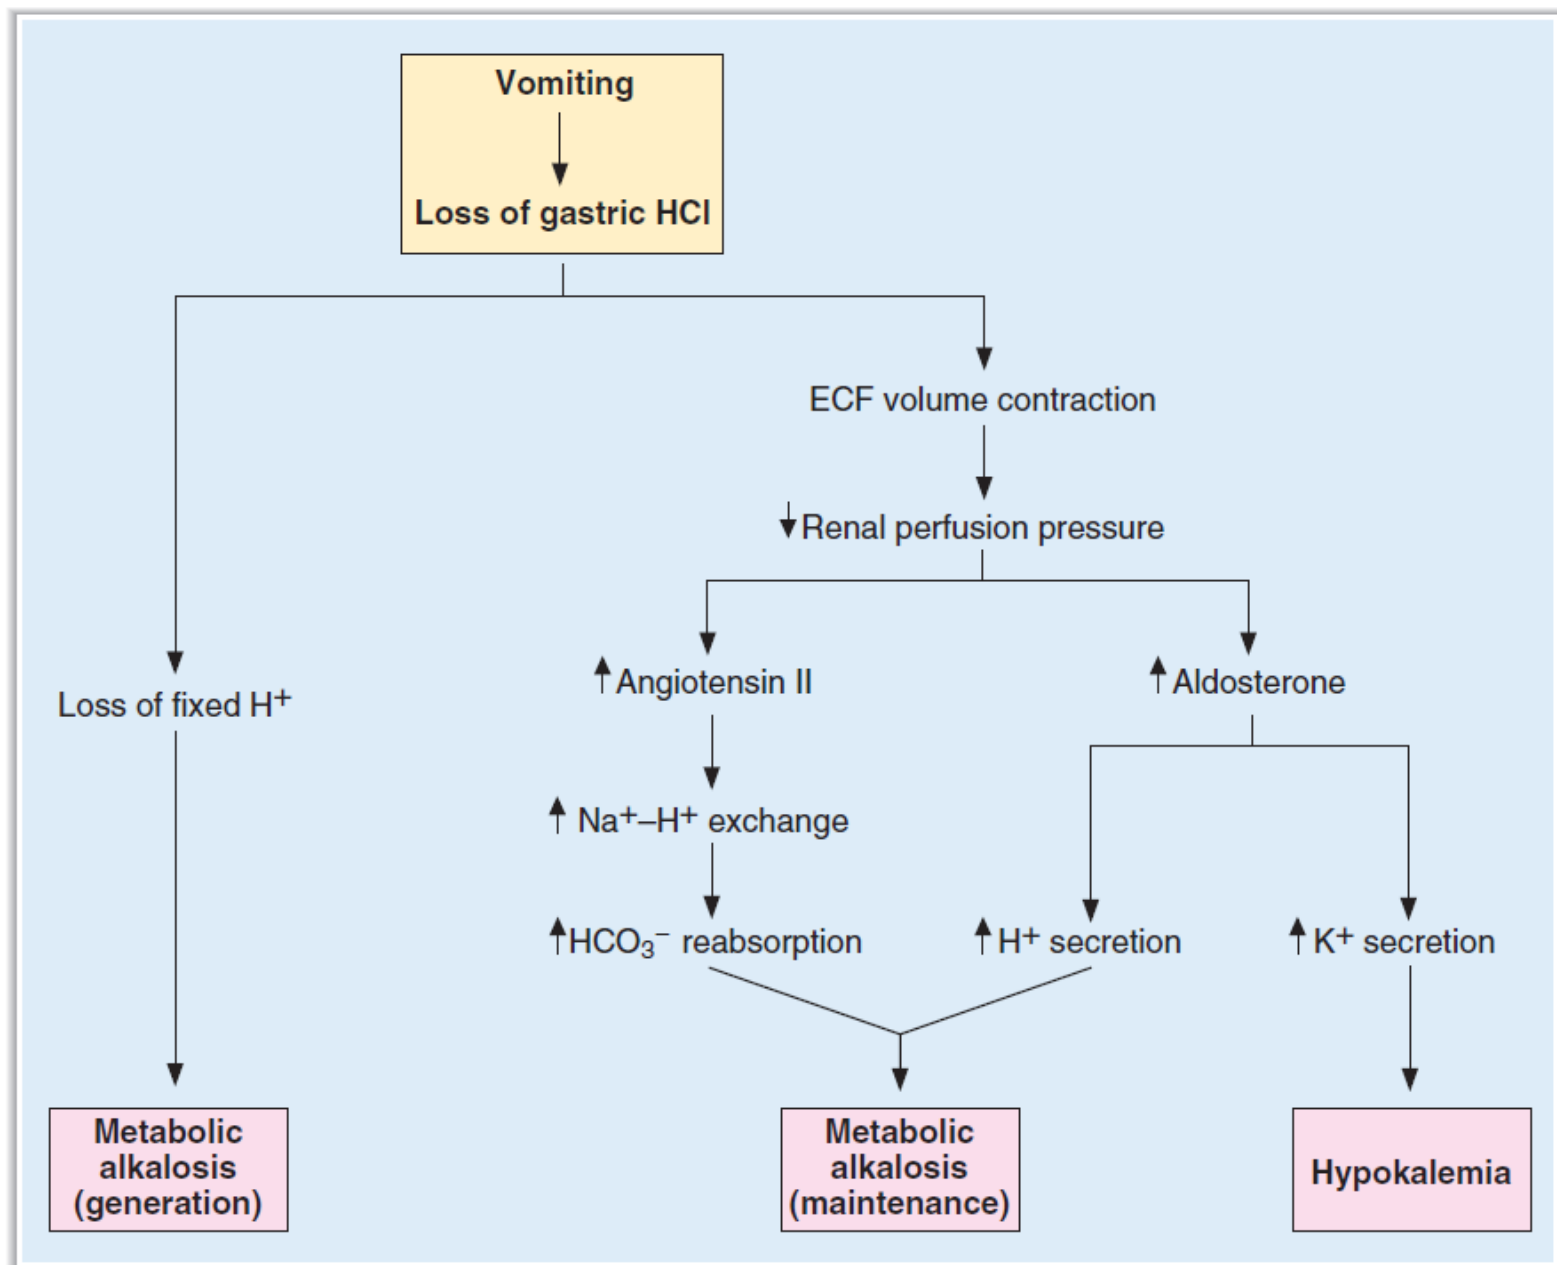 Vomiting
Loss of gastric HCl
ECF volume contraction
Renal perfusion pressure
Angiotensin II
Aldosterone
Loss of fixed H⁺
Na⁺–H⁺ exchange
HCO₃⁻ reabsorption
H⁺ secretion
K⁺ secretion
Metabolic
alkalosis
(generation)
Metabolic
alkalosis
(maintenance)
Hypokalemia